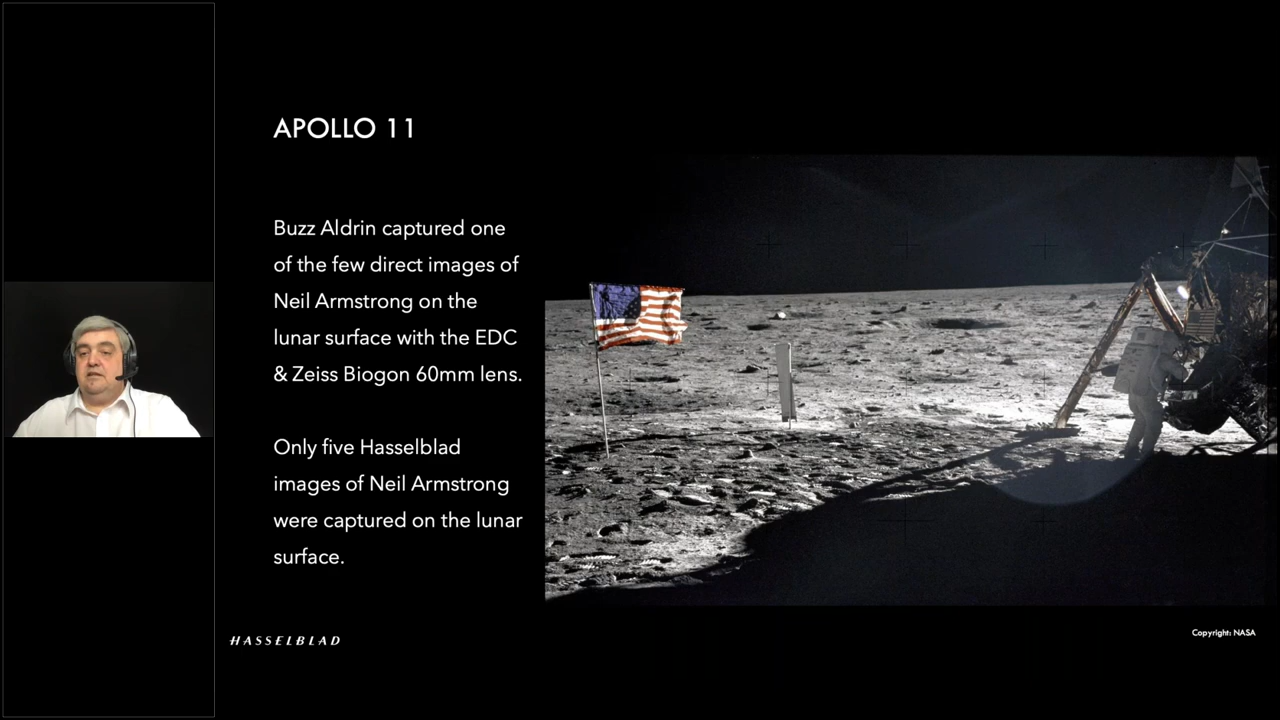 APOLLO 11
Buzz Aldrin captured one
of the few direct images of
Neil Armstrong on the
lunar surface with the EDC
& Zeiss Biogon 60mm lens.
Only five Hasselblad
images of Neil Armstrong
were captured on the lunar
surface.
HASSELBLAD
Copyright: NASA